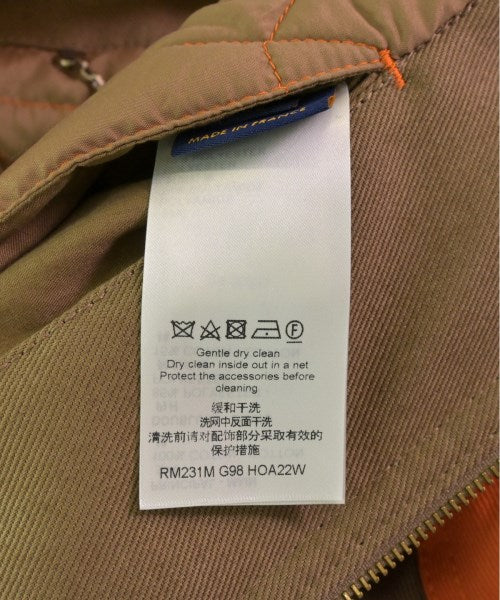 MADE IN FRANCE
F
Gentle dry clean
Dry clean inside out in a net
Protect the accessories before
cleaning
缓和干洗
洗网中反面干洗
清洗前请对配饰部分采取有效的
保护措施
RM231M G98 HOA22W